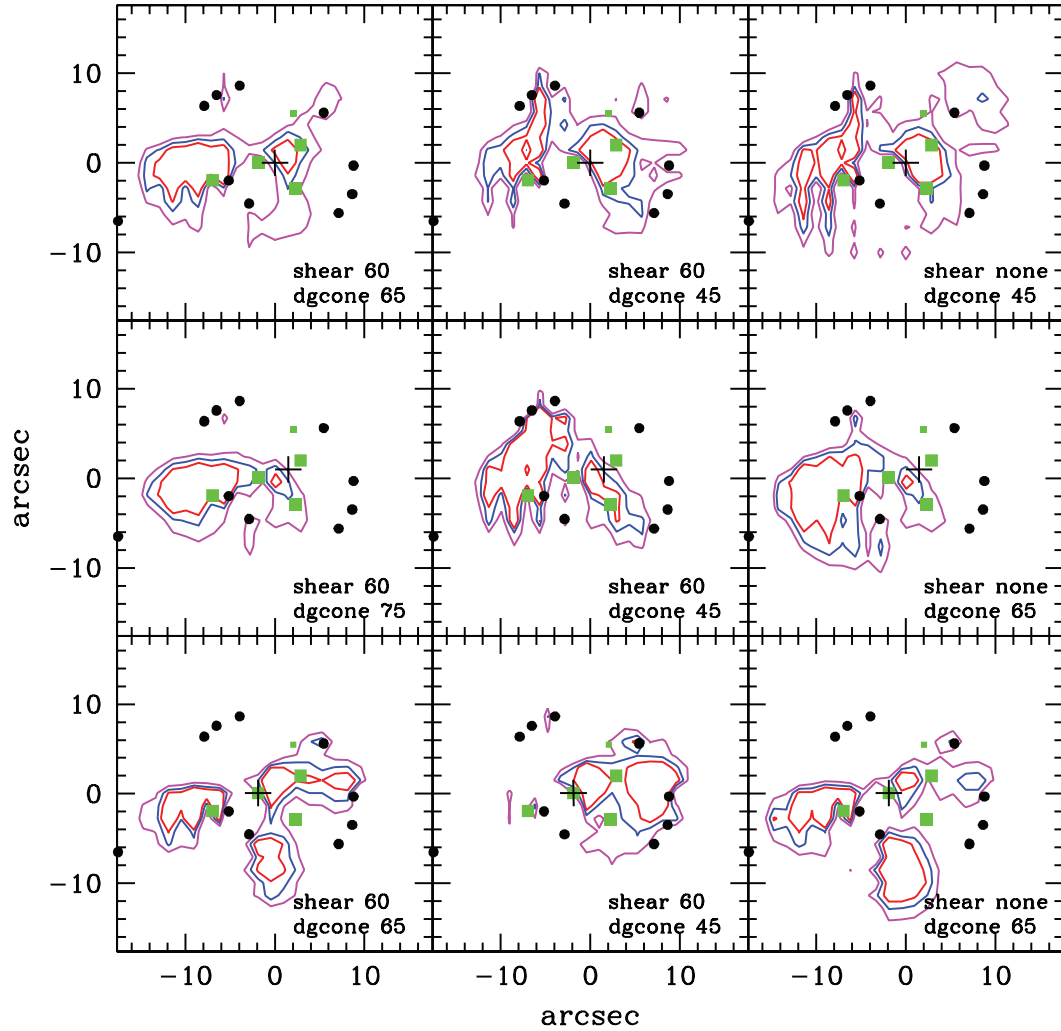 10
0
−10
shear 60
dgcone 65
shear 60
dgcone 45
shear none
dgcone 45
10
0
−10
shear 60
dgcone 75
shear 60
dgcone 45
shear none
dgcone 65
arcsec
10
0
−10
shear 60
dgcone 65
shear 60
dgcone 45
shear none
dgcone 65
−10 0 10 −10 0 10 −10 0 10
arcsec